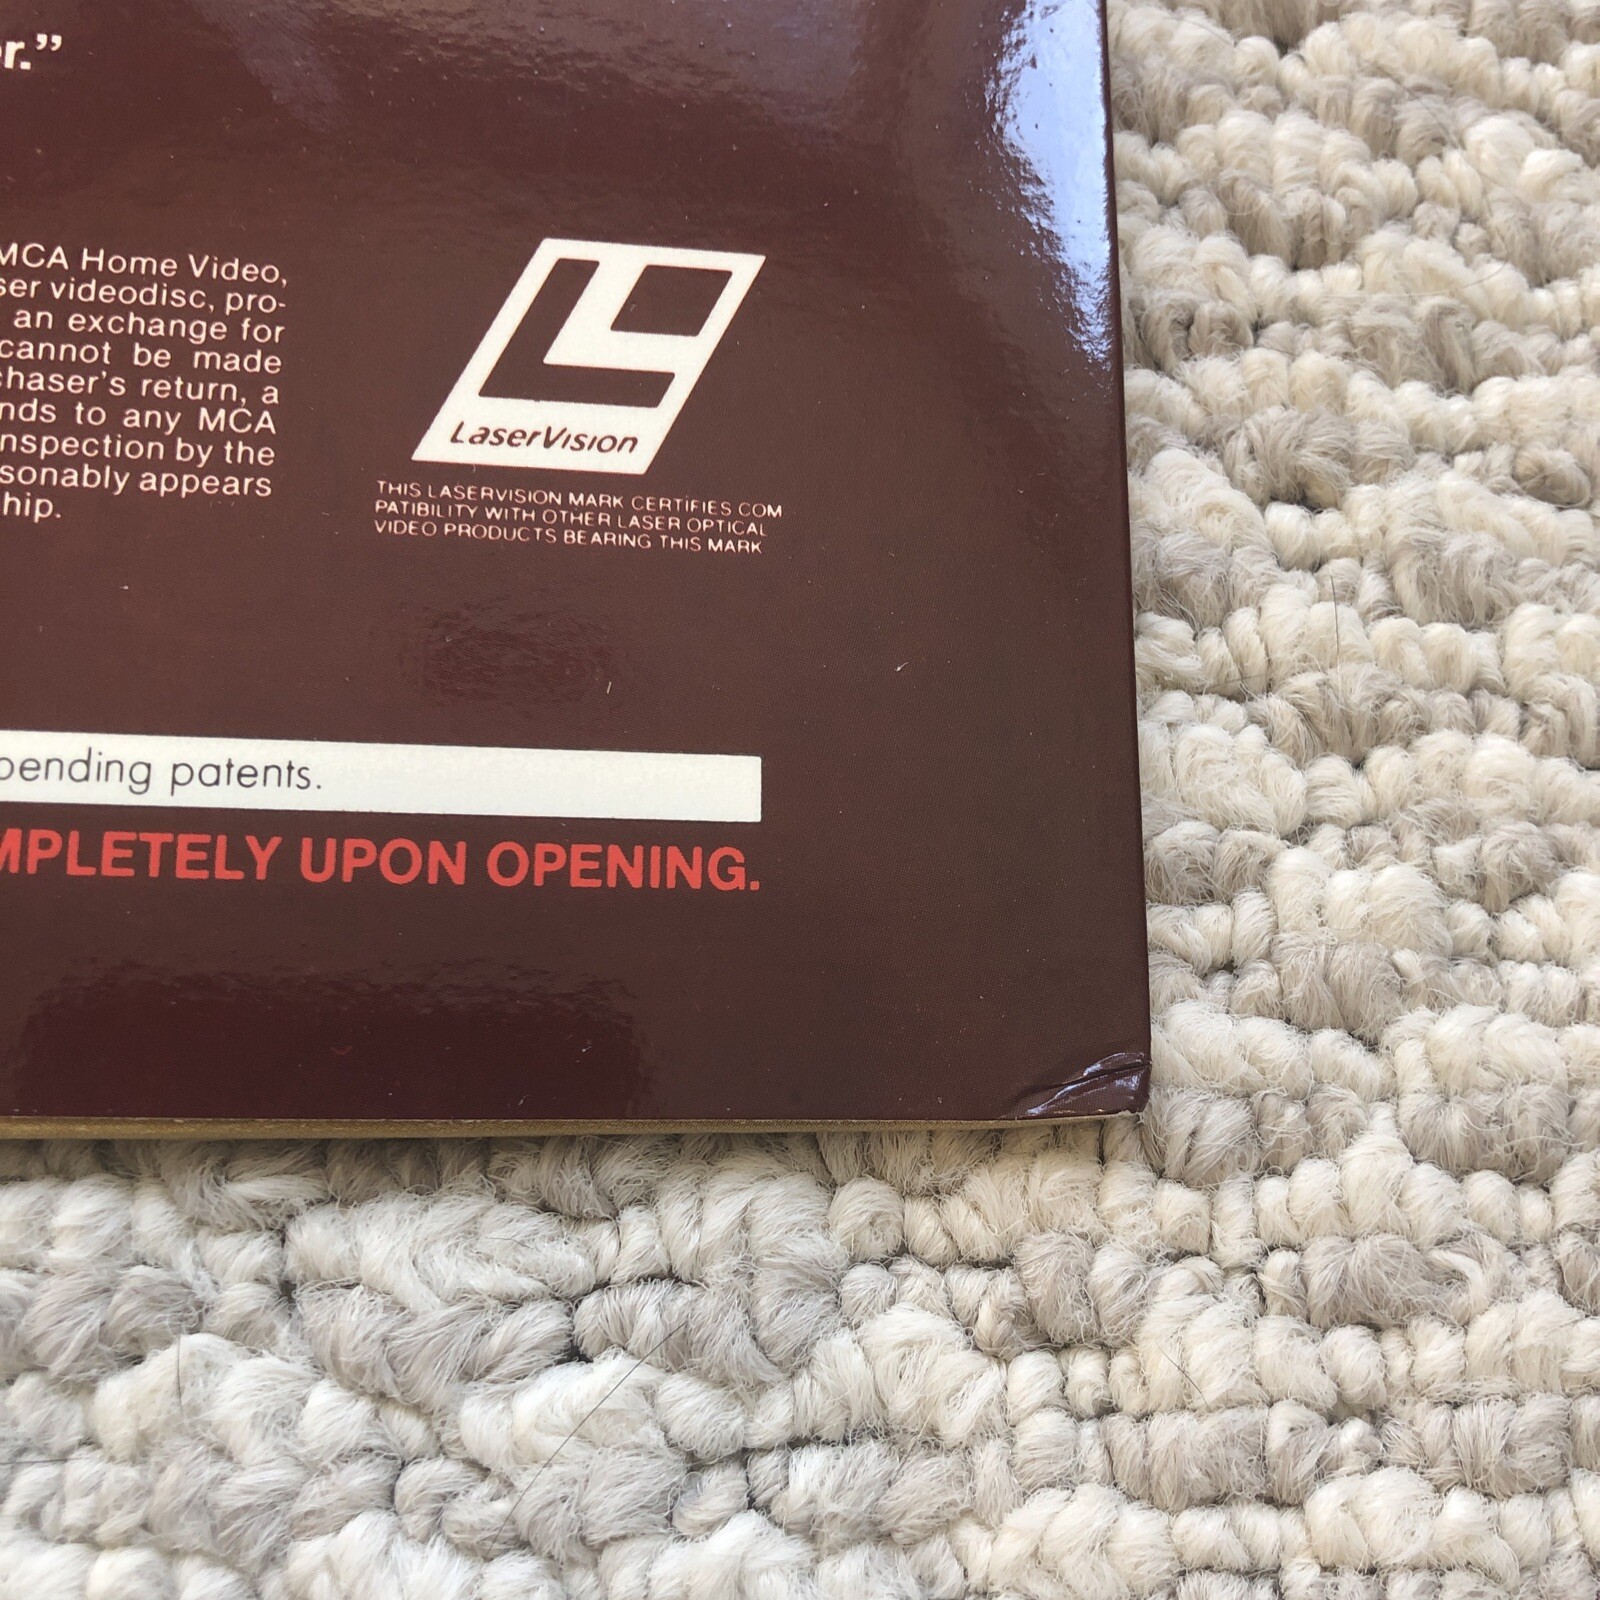 r.”
MCA Home Video,
ser videodisc, pro-
an exchange for
cannot be made
chaser's return, a
nds to any MCA
nspection by the
sonably appears
hip.
LaserVision
THIS LASERVISION MARK CERTIFIES COM
PATIBILITY WITH OTHER LASER OPTICAL
VIDEO PRODUCTS BEARING THIS MARK
pending patents.
MPLETELY UPON OPENING.